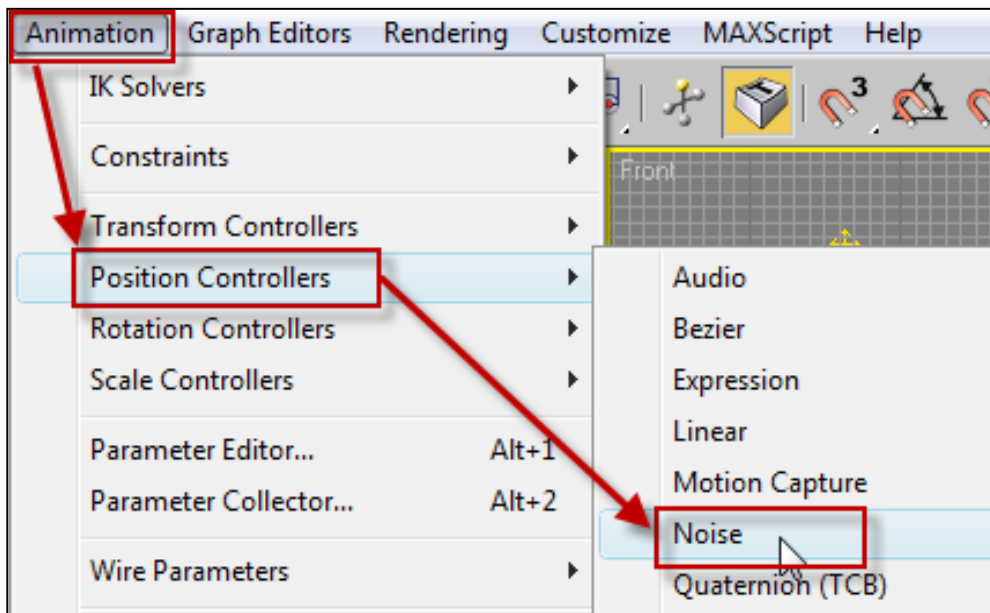 Animation Graph Editors Rendering Customize MAXScript Help
IK Solvers
3
Constraints
Front
Transform Controllers
Position Controllers
Audio
Rotation Controllers
Bezier
Scale Controllers
Expression
Linear
Parameter Editor... Alt+1
Motion Capture
Parameter Collector... Alt+2
Noise
Wire Parameters
Quaternion (TCB)